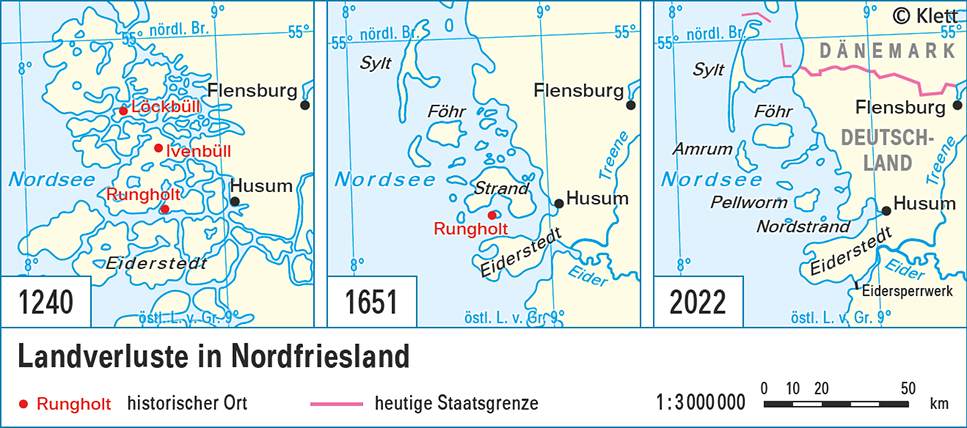 nördl. Br.
55°
9°
8°
Flensburg
Löckbüll
Ivenbüll
Nordsee
Rungholt
Husum
Eiderstedt
8°
1240
östl. L. v. Gr. 9°
8°
9°
nördl. Br.
55°
55°
Sylt
Flensburg
Föhr
Treene
Nordsee
Strand
Husum
Rungholt
Eiderstedt
8°
Eider
1651
östl. L. v. Gr. 9°
8°
9°
© Klett
nördl. Br.
55°
55°
DÄNEMARK
Sylt
Flensburg
Föhr
DEUTSCH-
LAND
Amrum
Treene
Nordsee
Pellworm
Husum
Nordstrand
Eiderstedt
8°
Eider
Eidersperrwerk
2022
östl. L. v. Gr. 9°
Landverluste in Nordfriesland
Rungholt historischer Ort
heutige Staatsgrenze
1:3 000 000
0 10 20 50
km